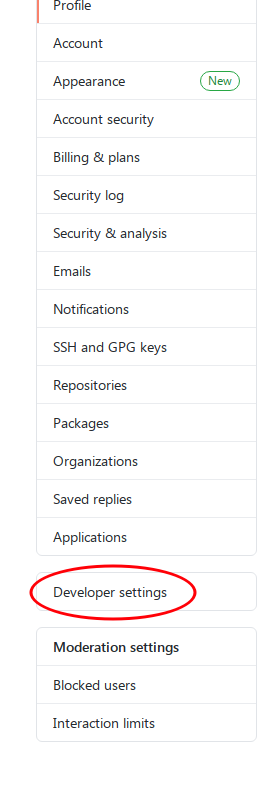 Profile
Account
Appearance New
Account security
Billing & plans
Security log
Security & analysis
Emails
Notifications
SSH and GPG keys
Repositories
Packages
Organizations
Saved replies
Applications
Developer settings
Moderation settings
Blocked users
Interaction limits